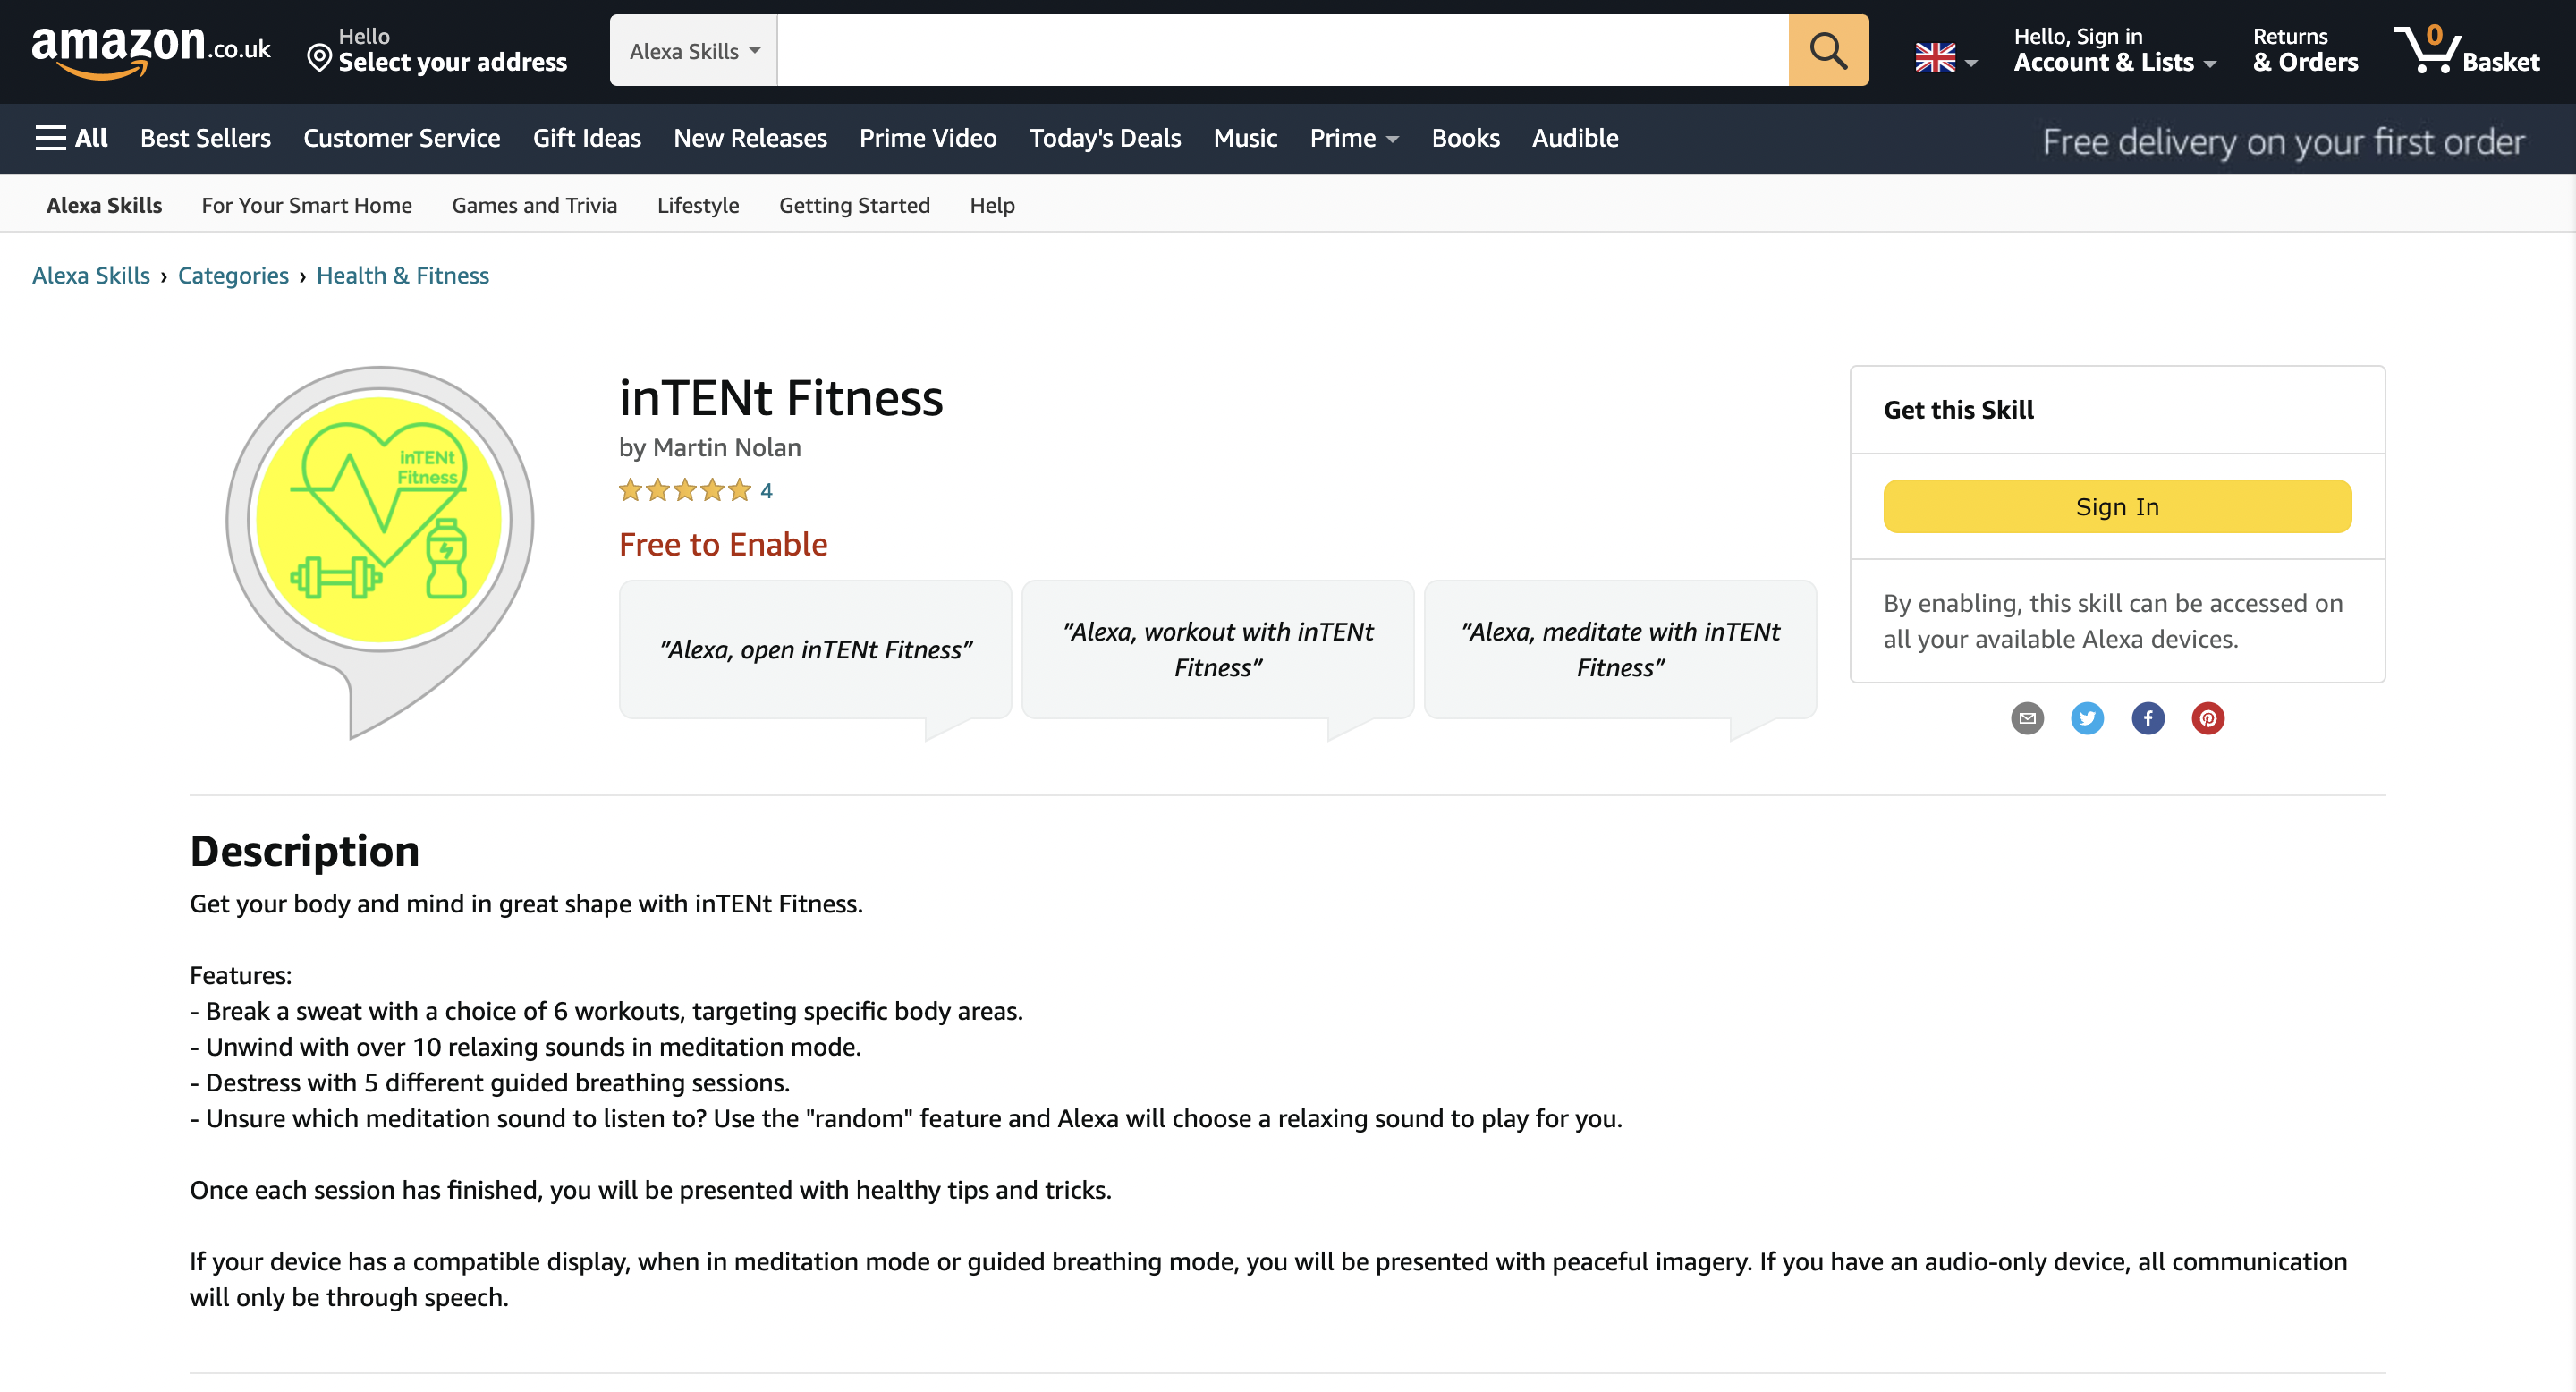 amazon.co.uk
Hello
Select your address
Alexa Skills
Hello, Sign in
Account & Lists
Returns
& Orders
0
Basket
All
Best Sellers
Customer Service
Gift Ideas
New Releases
Prime Video
Today's Deals
Music
Prime
Books
Audible
Free delivery on your first order
Alexa Skills
For Your Smart Home
Games and Trivia
Lifestyle
Getting Started
Help
Alexa Skills › Categories › Health & Fitness
inTENt
Fitness
inTENt Fitness
by Martin Nolan
4
Free to Enable
"Alexa, open inTENt Fitness"
"Alexa, workout with inTENt
Fitness"
"Alexa, meditate with inTENt
Fitness"
Get this Skill
Sign In
By enabling, this skill can be accessed on
all your available Alexa devices.
Description
Get your body and mind in great shape with inTENt Fitness.
Features:
- Break a sweat with a choice of 6 workouts, targeting specific body areas.
- Unwind with over 10 relaxing sounds in meditation mode.
- Destress with 5 different guided breathing sessions.
- Unsure which meditation sound to listen to? Use the "random" feature and Alexa will choose a relaxing sound to play for you.
Once each session has finished, you will be presented with healthy tips and tricks.
If your device has a compatible display, when in meditation mode or guided breathing mode, you will be presented with peaceful imagery. If you have an audio-only device, all communication
will only be through speech.